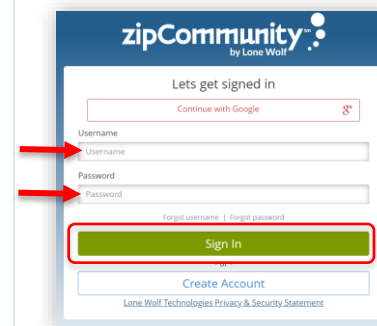 zipCommunity™
by Lone Wolf
Lets get signed in
Continue with Google g+
Username
Username
Password
Password
Forgot username | Forgot password
Sign In
- or -
Create Account
Lone Wolf Technologies Privacy & Security Statement